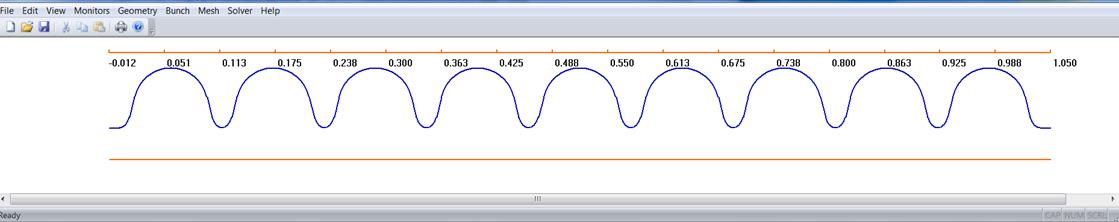 File Edit View Monitors Geometry Bunch Mesh Solver Help
-0.012 0.051 0.113 0.175 0.238 0.300 0.363 0.425 0.488 0.550 0.613 0.675 0.738 0.800 0.863 0.925 0.988 1.050
Ready CAP NUM SCRL